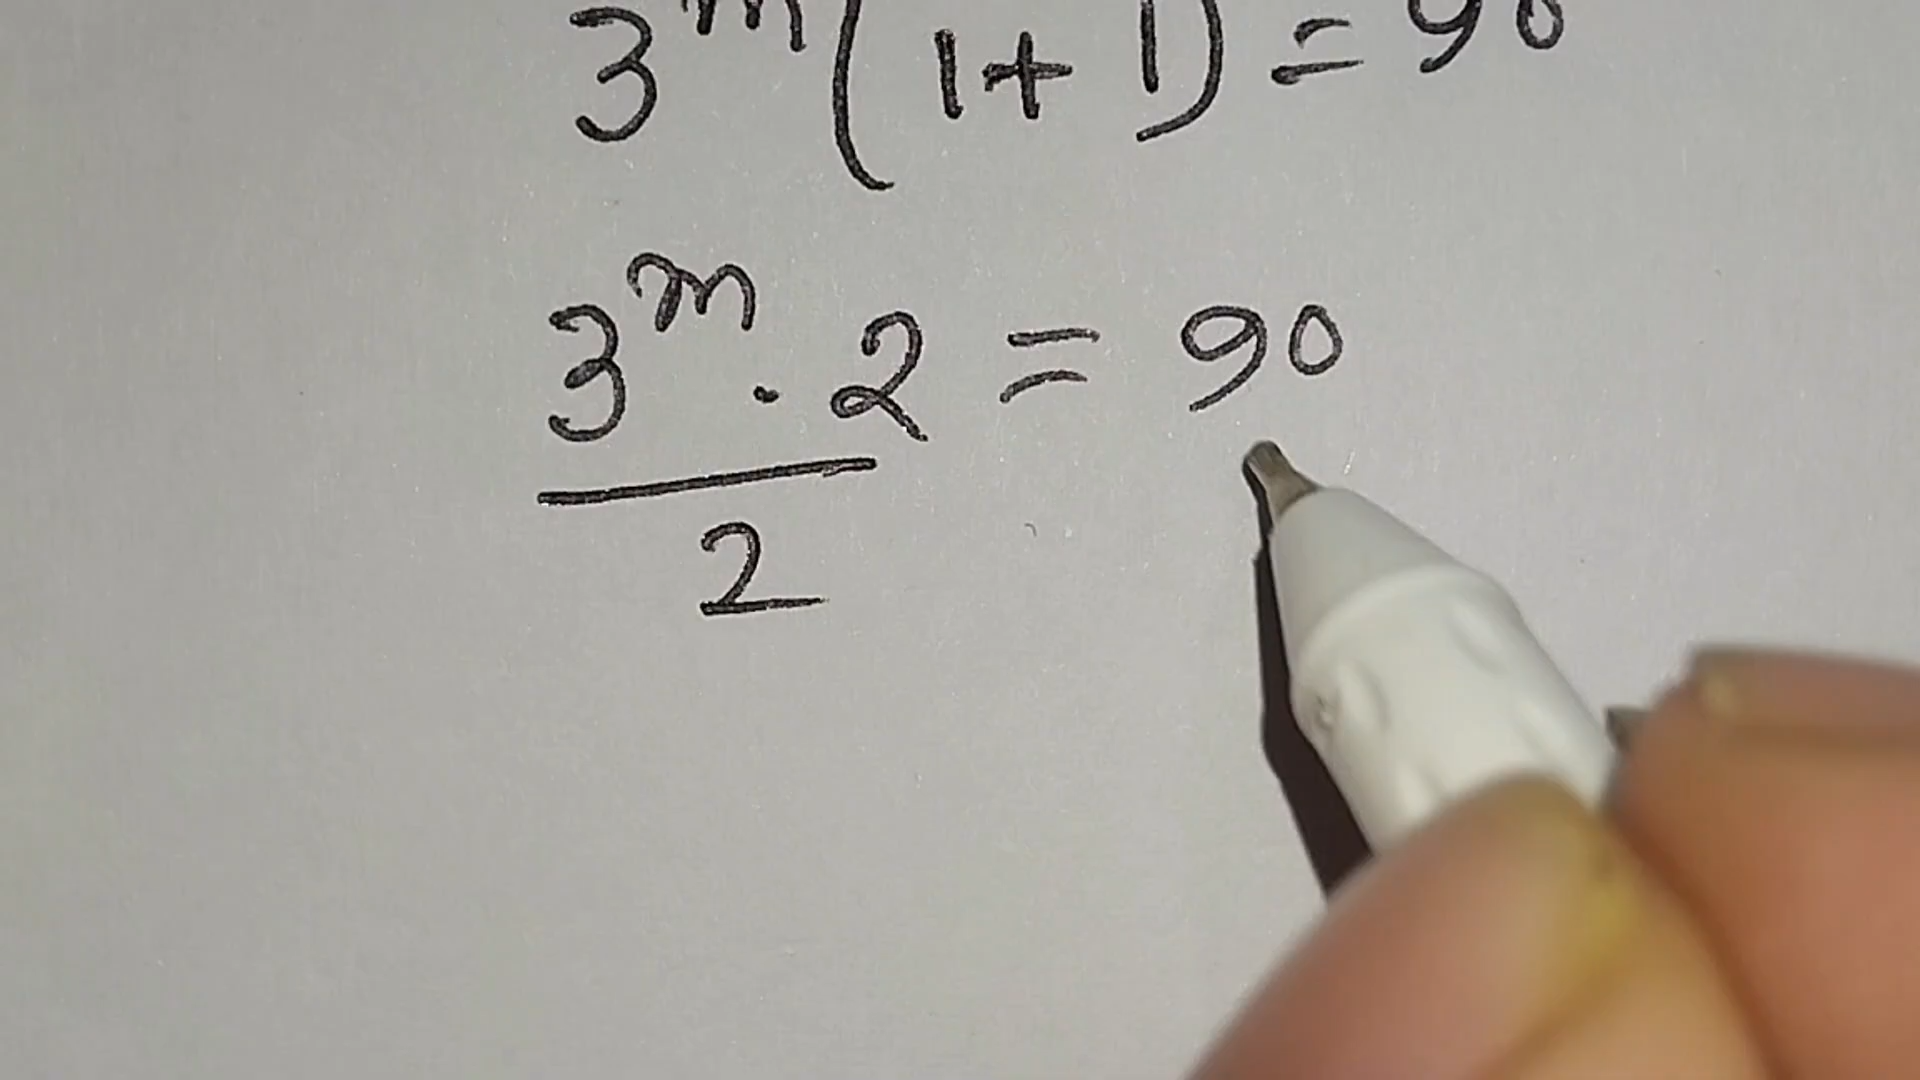 3^m(1+1)=90
3^m · 2 = 90
2